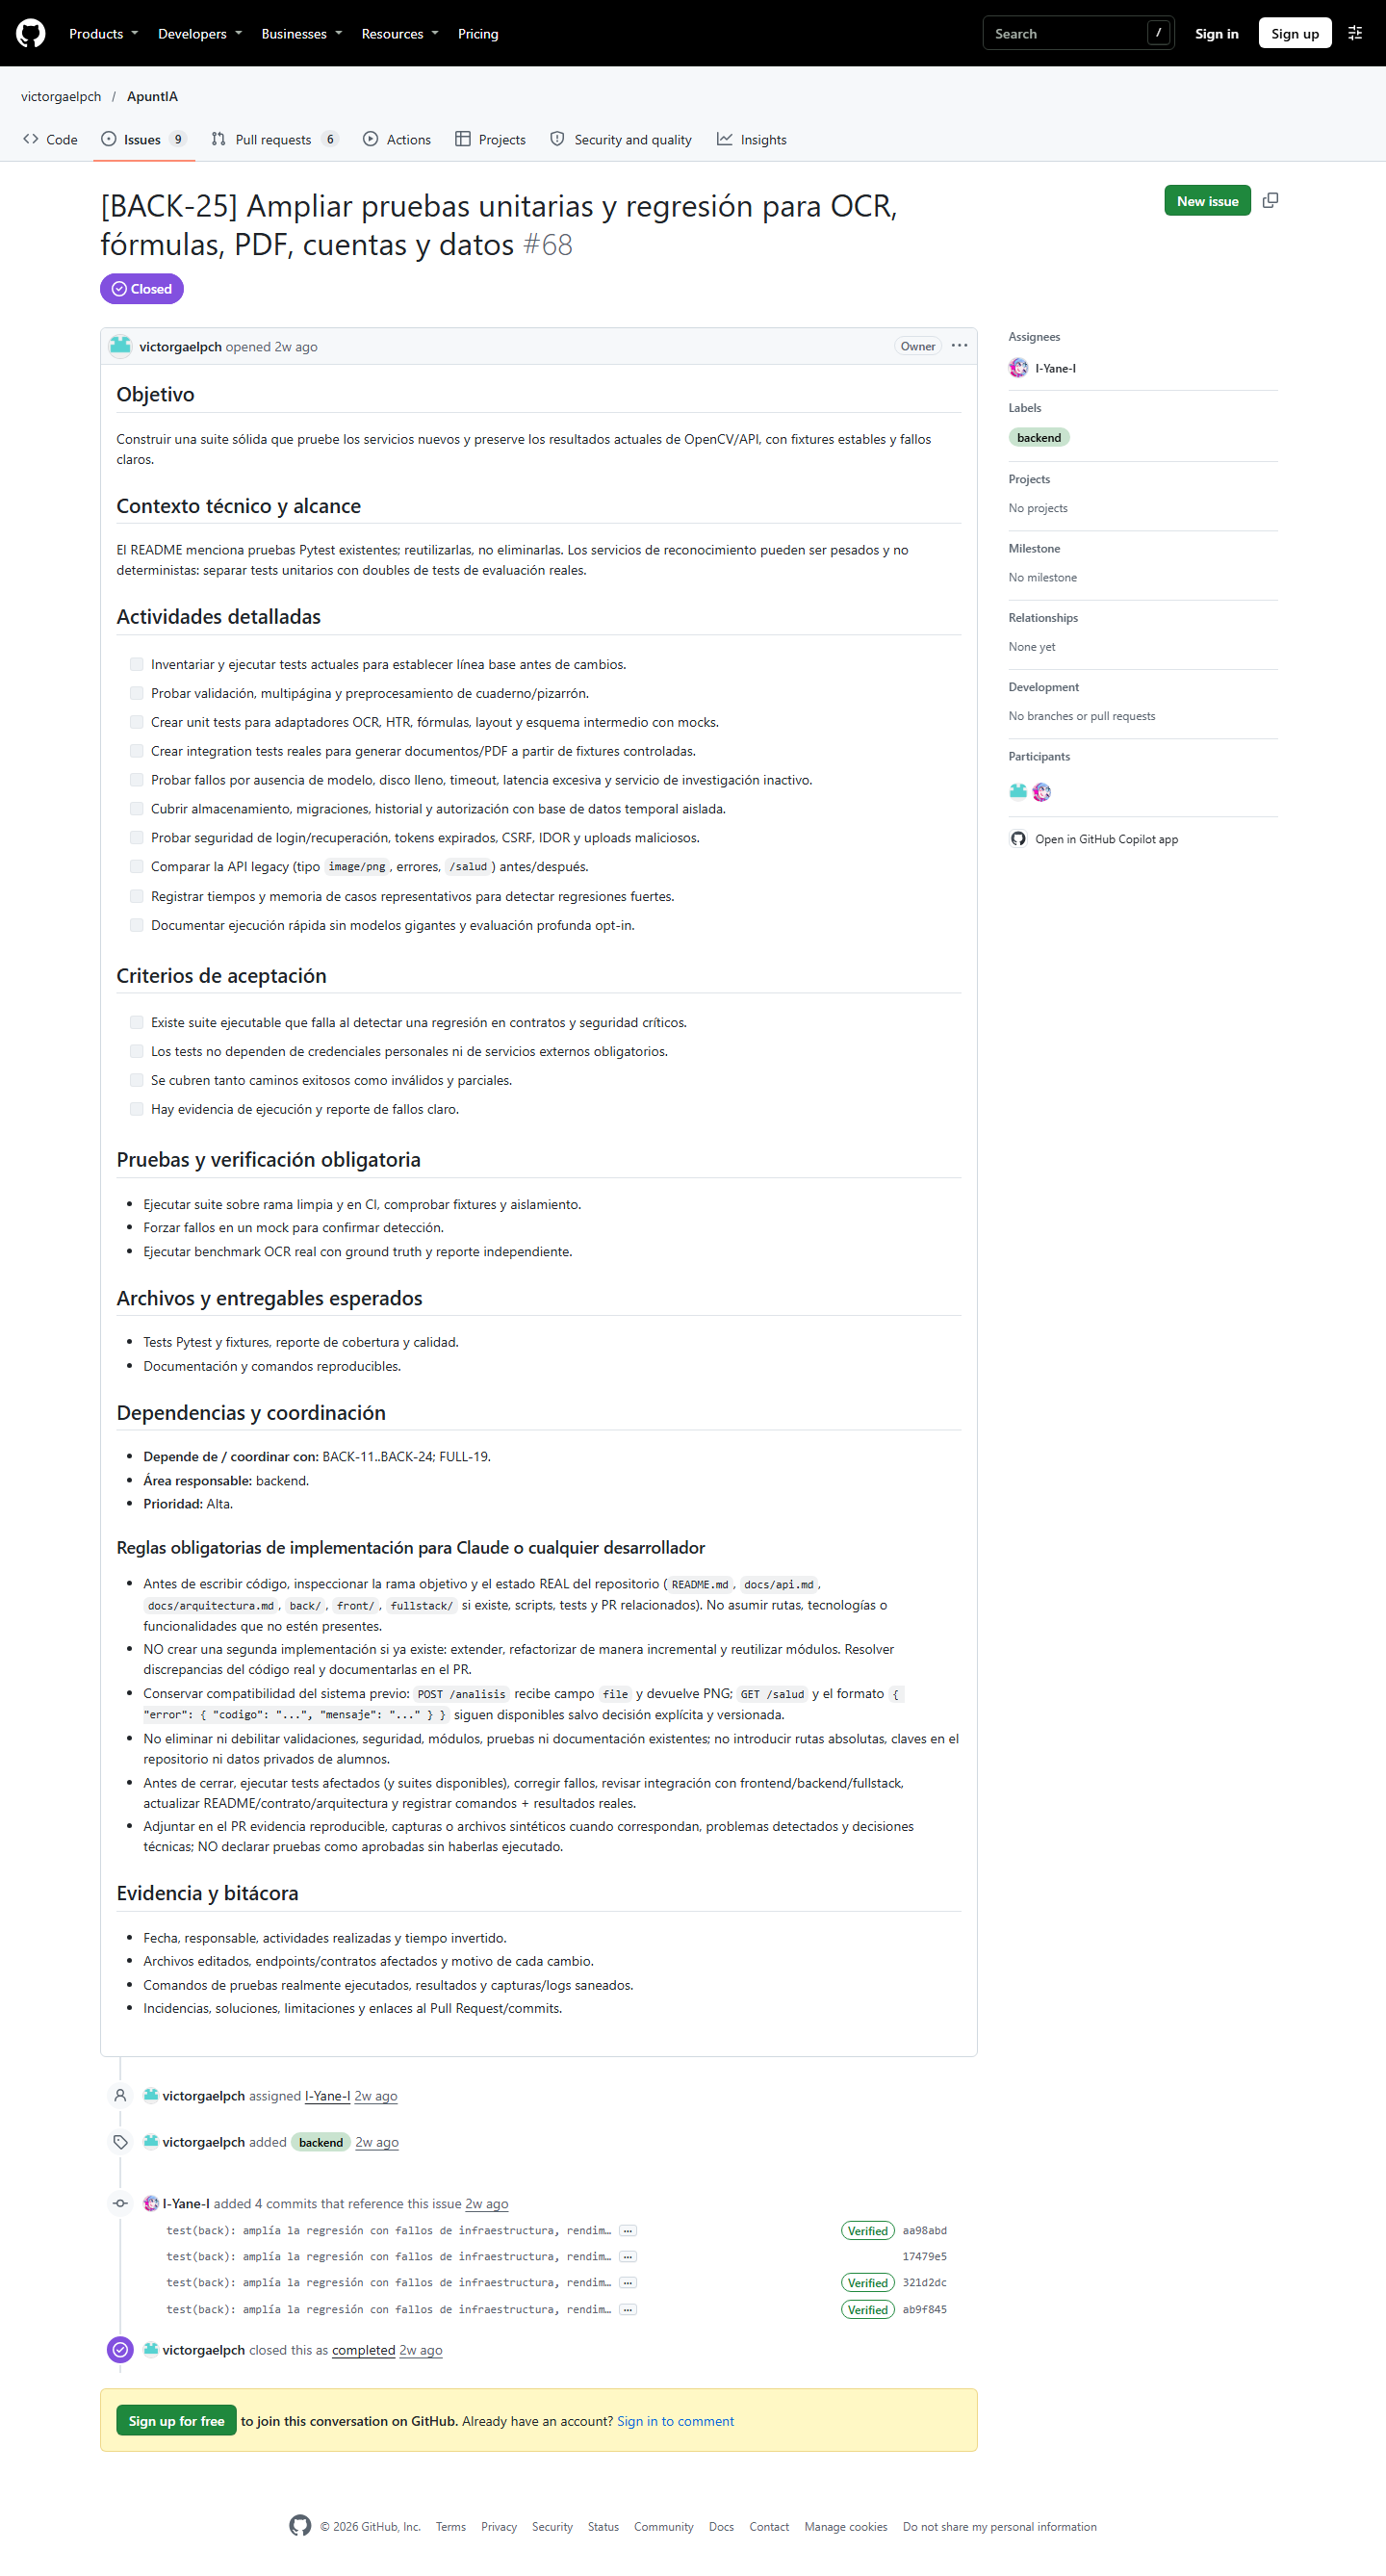 Products
Developers
Businesses
Resources
Pricing
Search
/
Sign in
Sign up
victorgaelpch / ApuntIA
Code
Issues 9
Pull requests 6
Actions
Projects
Security and quality
Insights
[BACK-25] Ampliar pruebas unitarias y regresión para OCR,
fórmulas, PDF, cuentas y datos #68
New issue
Closed
victorgaelpch opened 2w ago
Owner
Objetivo
Construir una suite sólida que pruebe los servicios nuevos y preserve los resultados actuales de OpenCV/API, con fixtures estables y fallos
claros.
Contexto técnico y alcance
El README menciona pruebas Pytest existentes; reutilizarlas, no eliminarlas. Los servicios de reconocimiento pueden ser pesados y no
deterministas: separar tests unitarios con doubles de tests de evaluación reales.
Actividades detalladas
Inventariar y ejecutar tests actuales para establecer línea base antes de cambios.
Probar validación, multipágina y preprocesamiento de cuaderno/pizarrón.
Crear unit tests para adaptadores OCR, HTR, fórmulas, layout y esquema intermedio con mocks.
Crear integration tests reales para generar documentos/PDF a partir de fixtures controladas.
Probar fallos por ausencia de modelo, disco lleno, timeout, latencia excesiva y servicio de investigación inactivo.
Cubrir almacenamiento, migraciones, historial y autorización con base de datos temporal aislada.
Probar seguridad de login/recuperación, tokens expirados, CSRF, IDOR y uploads maliciosos.
Comparar la API legacy (tipo image/png, errores, /salud) antes/después.
Registrar tiempos y memoria de casos representativos para detectar regresiones fuertes.
Documentar ejecución rápida sin modelos gigantes y evaluación profunda opt-in.
Criterios de aceptación
Existe suite ejecutable que falla al detectar una regresión en contratos y seguridad críticos.
Los tests no dependen de credenciales personales ni de servicios externos obligatorios.
Se cubren tanto caminos exitosos como inválidos y parciales.
Hay evidencia de ejecución y reporte de fallos claro.
Pruebas y verificación obligatoria
Ejecutar suite sobre rama limpia y en CI, comprobar fixtures y aislamiento.
Forzar fallos en un mock para confirmar detección.
Ejecutar benchmark OCR real con ground truth y reporte independiente.
Archivos y entregables esperados
Tests Pytest y fixtures, reporte de cobertura y calidad.
Documentación y comandos reproducibles.
Dependencias y coordinación
Depende de / coordinar con: BACK-11..BACK-24; FULL-19.
Área responsable: backend.
Prioridad: Alta.
Reglas obligatorias de implementación para Claude o cualquier desarrollador
Antes de escribir código, inspeccionar la rama objetivo y el estado REAL del repositorio (README.md, docs/api.md,
docs/arquitectura.md, back/, front/, fullstack/ si existe, scripts, tests y PR relacionados). No asumir rutas, tecnologías o
funcionalidades que no estén presentes.
NO crear una segunda implementación si ya existe: extender, refactorizar de manera incremental y reutilizar módulos. Resolver
discrepancias del código real y documentarlas en el PR.
Conservar compatibilidad del sistema previo: POST /analisis recibe campo file y devuelve PNG; GET /salud y el formato {
"error": { "codigo": "...", "mensaje": "..." } } siguen disponibles salvo decisión explícita y versionada.
No eliminar ni debilitar validaciones, seguridad, módulos, pruebas ni documentación existentes; no introducir rutas absolutas, claves en el
repositorio ni datos privados de alumnos.
Antes de cerrar, ejecutar tests afectados (y suites disponibles), corregir fallos, revisar integración con frontend/backend/fullstack,
actualizar README/contrato/arquitectura y registrar comandos + resultados reales.
Adjuntar en el PR evidencia reproducible, capturas o archivos sintéticos cuando correspondan, problemas detectados y decisiones
técnicas; NO declarar pruebas como aprobadas sin haberlas ejecutado.
Evidencia y bitácora
Fecha, responsable, actividades realizadas y tiempo invertido.
Archivos editados, endpoints/contratos afectados y motivo de cada cambio.
Comandos de pruebas realmente ejecutados, resultados y capturas/logs saneados.
Incidencias, soluciones, limitaciones y enlaces al Pull Request/commits.
victorgaelpch assigned I-Yane-I 2w ago
victorgaelpch added backend 2w ago
I-Yane-I added 4 commits that reference this issue 2w ago
test(back): amplía la regresión con fallos de infraestructura, rendim… Verified aa98abd
test(back): amplía la regresión con fallos de infraestructura, rendim… 17479e5
test(back): amplía la regresión con fallos de infraestructura, rendim… Verified 321d2dc
test(back): amplía la regresión con fallos de infraestructura, rendim… Verified ab9f845
victorgaelpch closed this as completed 2w ago
Sign up for free to join this conversation on GitHub. Already have an account? Sign in to comment
Assignees
I-Yane-I
Labels
backend
Projects
No projects
Milestone
No milestone
Relationships
None yet
Development
No branches or pull requests
Participants
Open in GitHub Copilot app
© 2026 GitHub, Inc.
Terms
Privacy
Security
Status
Community
Docs
Contact
Manage cookies
Do not share my personal information